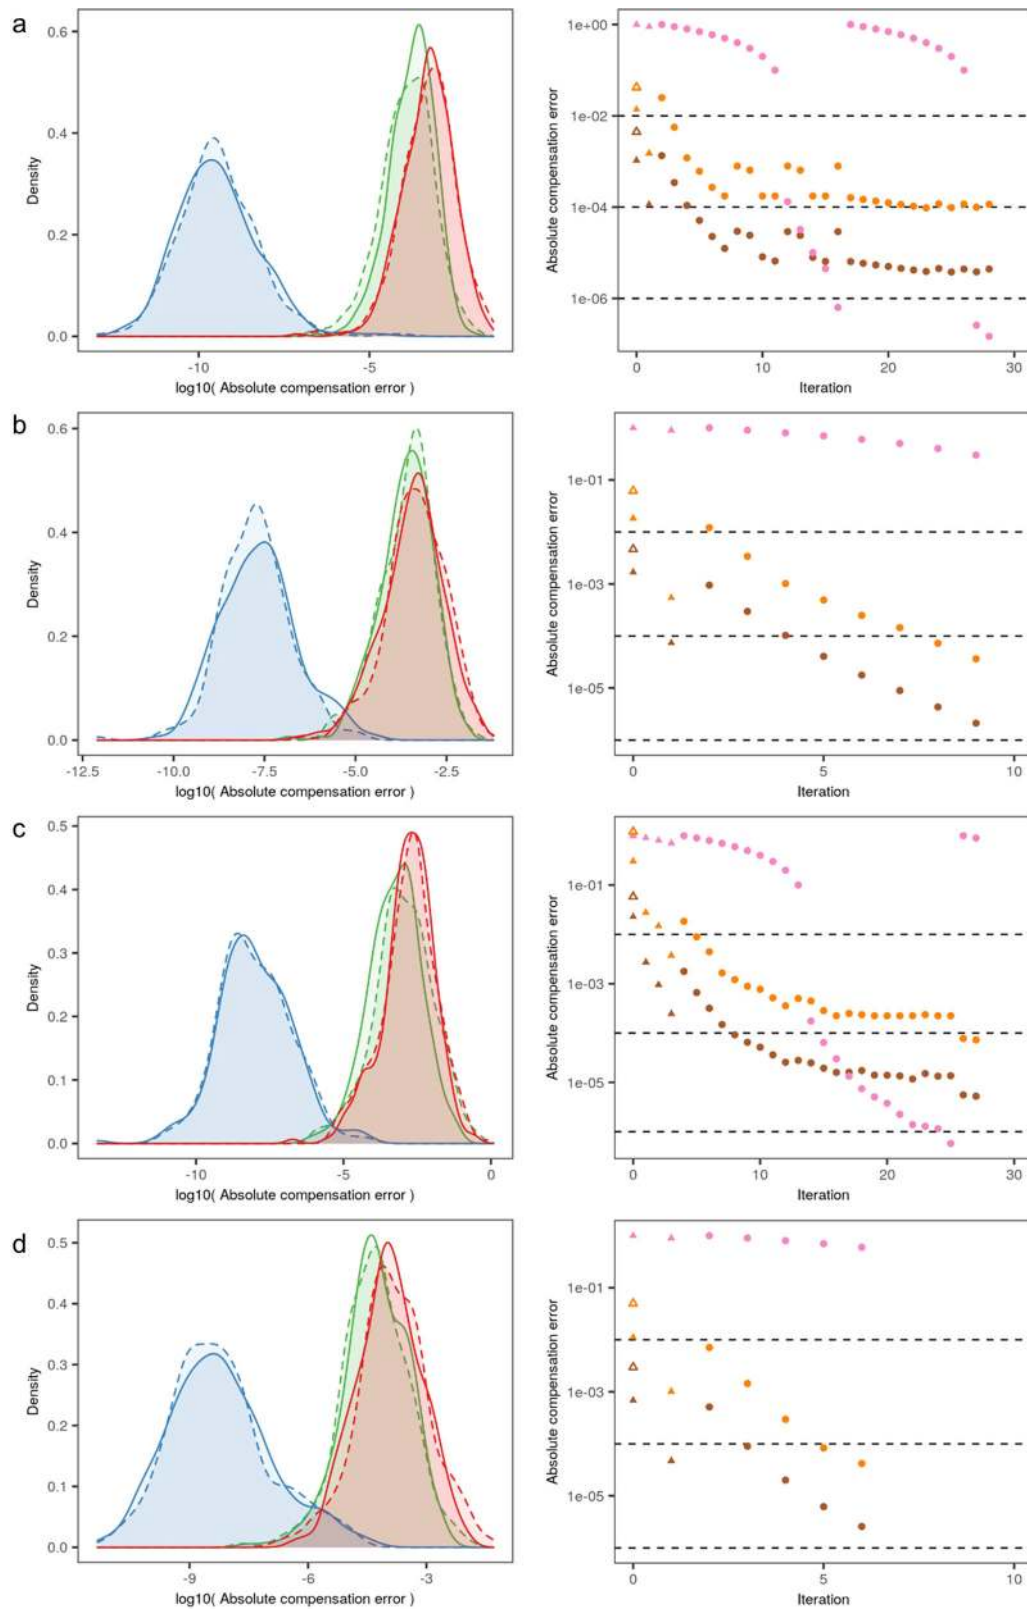 a
0.6
0.4
0.2
0.0
Density
-10
-5
log10( Absolute compensation error )
1e+00
1e-02
1e-04
1e-06
Absolute compensation error
0
10
20
30
Iteration
b
0.6
0.4
0.2
0.0
Density
-12.5
-10.0
-7.5
-5.0
-2.5
log10( Absolute compensation error )
1e-01
1e-03
1e-05
Absolute compensation error
0
5
10
Iteration
c
0.5
0.4
0.3
0.2
0.1
0.0
Density
-10
-5
0
log10( Absolute compensation error )
1e-01
1e-03
1e-05
Absolute compensation error
0
10
20
30
Iteration
d
0.5
0.4
0.3
0.2
0.1
0.0
Density
-9
-6
-3
log10( Absolute compensation error )
1e-01
1e-03
1e-05
Absolute compensation error
0
5
10
Iteration